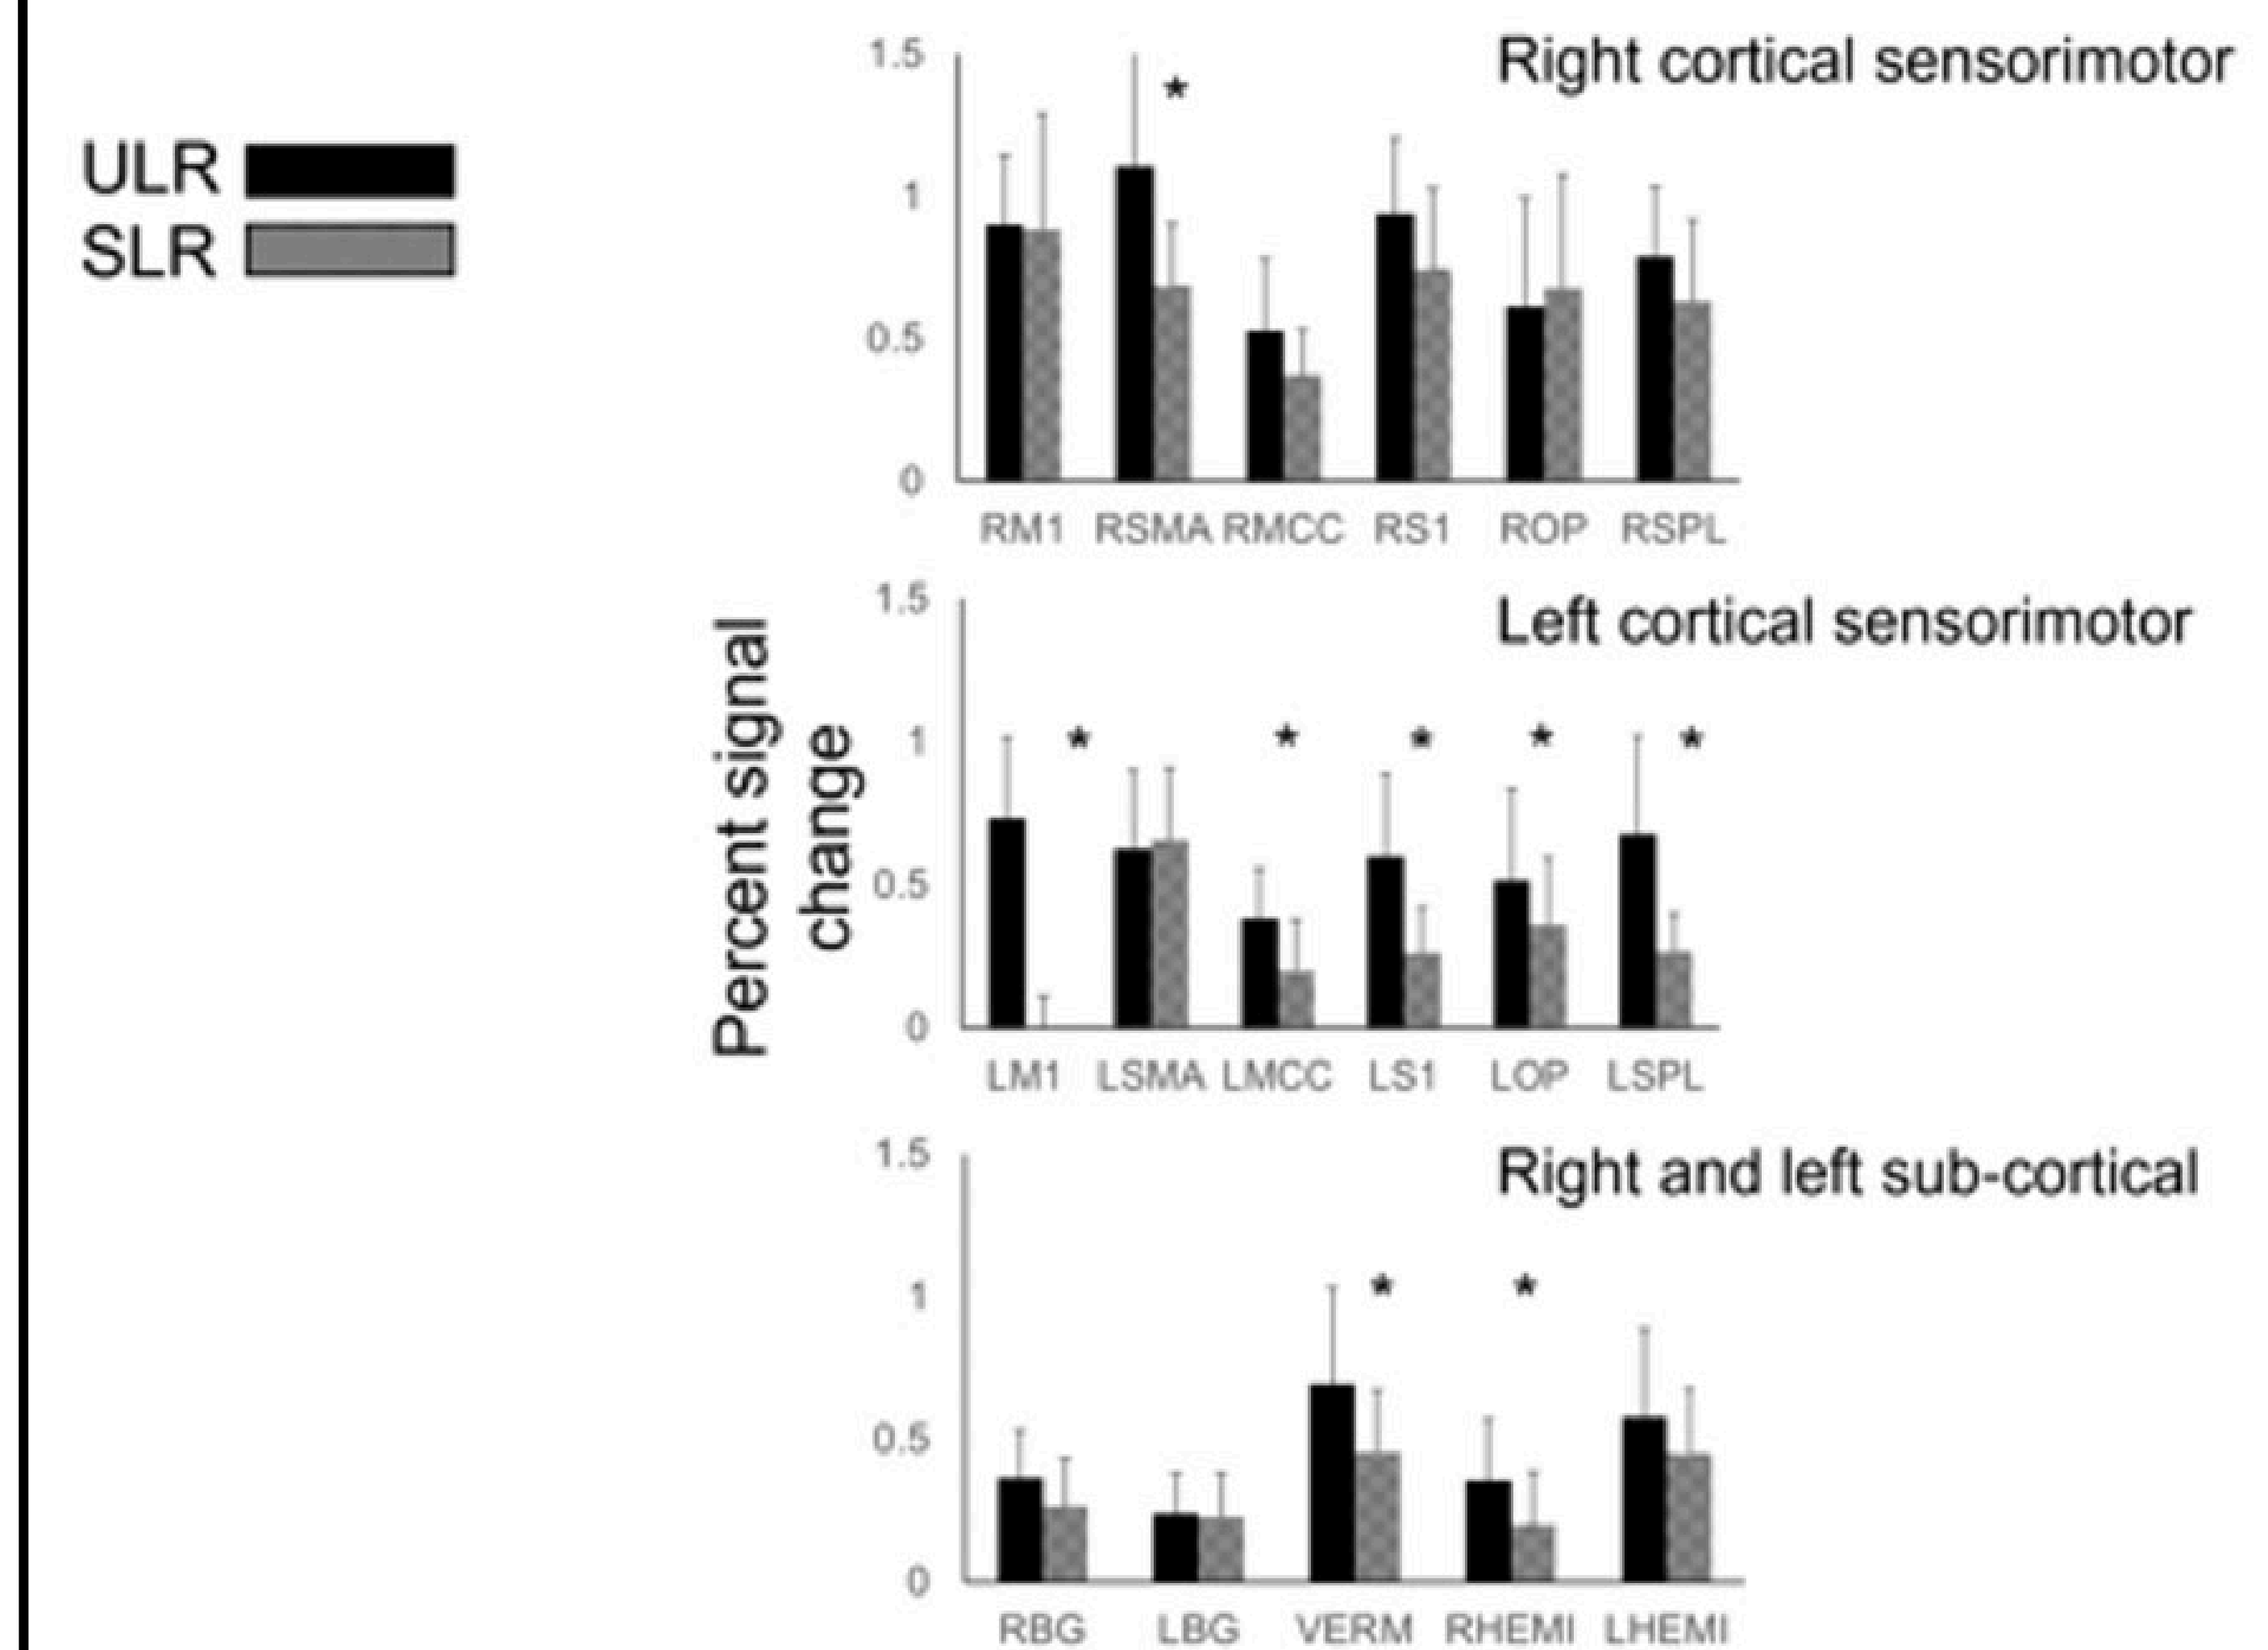 ULR
SLR
Right cortical sensorimotor
1.5
*
1
0.5
0
RM1 RSMA RMCC RS1 ROP RSPL
Percent signal
change
Left cortical sensorimotor
1.5
1
* * * * *
0.5
0
LM1 LSMA LMCC LS1 LOP LSPL
Right and left sub-cortical
1.5
1
* *
0.5
0
RBG LBG VERM RHEMI LHEMI